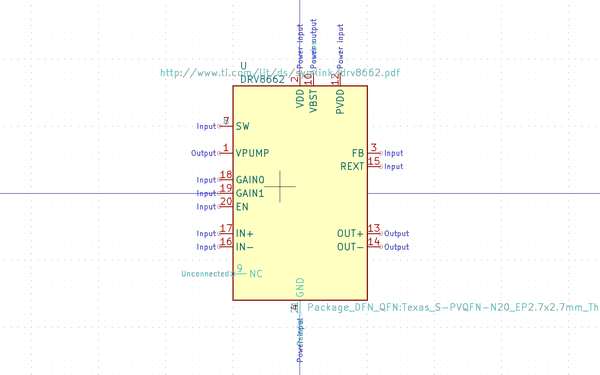 Power input
Power output
Power input
U
http://www.ti.com/lit/ds/symlink/drv8662.pdf
DRV8662
2
10
12
VDD
VBST
PVDD
Input
SW
Output 1 VPUMP
FB 3 Input
REXT 15 Input
Input 18 GAIN0
Input 19 GAIN1
Input 20 EN
Input 17 IN+
OUT+ 13 Output
Input 16 IN-
OUT- 14 Output
Unconnected 9 NC
GND
Package_DFN_QFN:Texas_S-PVQFN-N20_EP2.7x2.7mm_Th
Power input